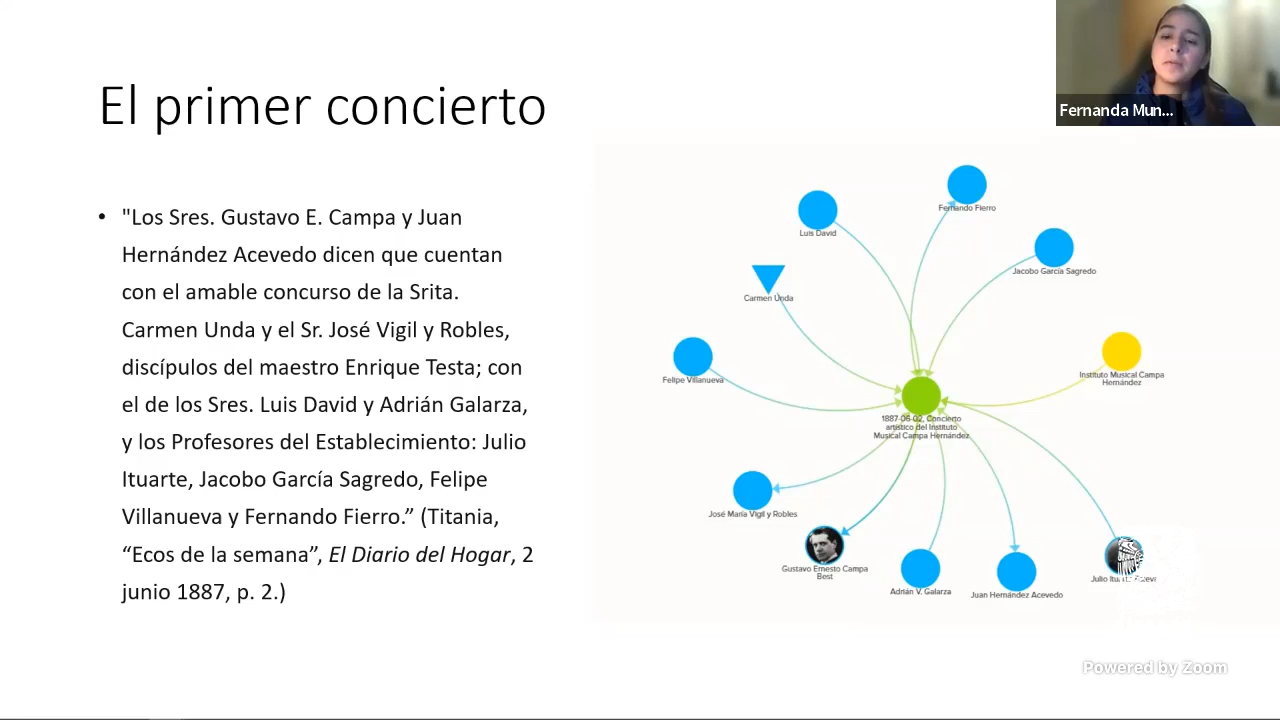 El primer concierto
Fernanda Mun...
• "Los Sres. Gustavo E. Campa y Juan
Hernández Acevedo dicen que cuentan
con el amable concurso de la Srita.
Carmen Unda y el Sr. José Vigil y Robles,
discípulos del maestro Enrique Testa; con
el de los Sres. Luis David y Adrián Galarza,
y los Profesores del Establecimiento: Julio
Ituarte, Jacobo García Sagredo, Felipe
Villanueva y Fernando Fierro.” (Titania,
“Ecos de la semana”, El Diario del Hogar, 2
junio 1887, p. 2.)
Fernando Fierro
Luis David
Jacobo García Sagredo
Carmen Unda
Felipe Villanueva
Instituto Musical Campa
Hernández
1887-06-02, Concierto
artístico del Instituto
Musical Campa Hernández
José María Vigil y Robles
Gustavo Ernesto Campa
Best
Adrián V. Galarza
Juan Hernández Acevedo
Julio
Powered by Zoom